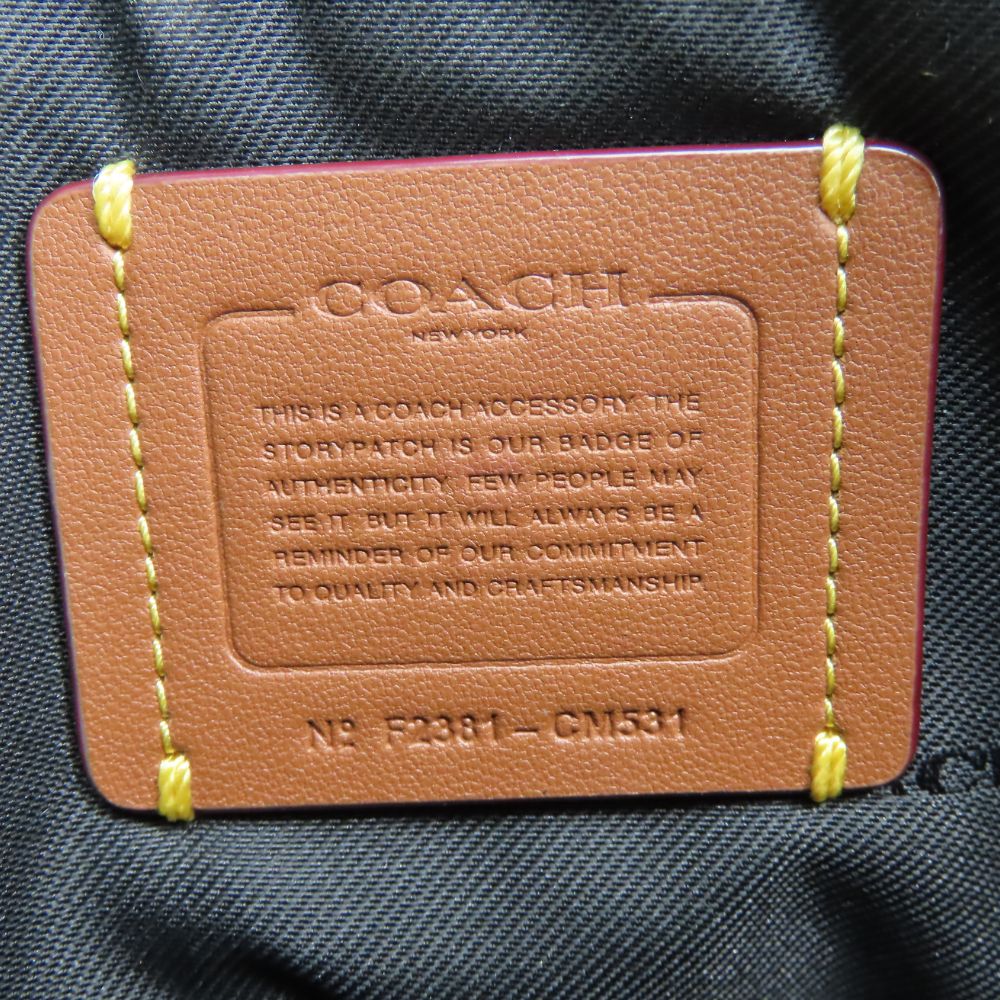 COACH
NEW YORK
THIS IS A COACH ACCESSORY. THE
STORYPATCH IS OUR BADGE OF
AUTHENTICITY. FEW PEOPLE MAY
SEE IT, BUT IT WILL ALWAYS BE A
REMINDER OF OUR COMMITMENT
TO QUALITY AND CRAFTSMANSHIP.
Nº F2381-CM531